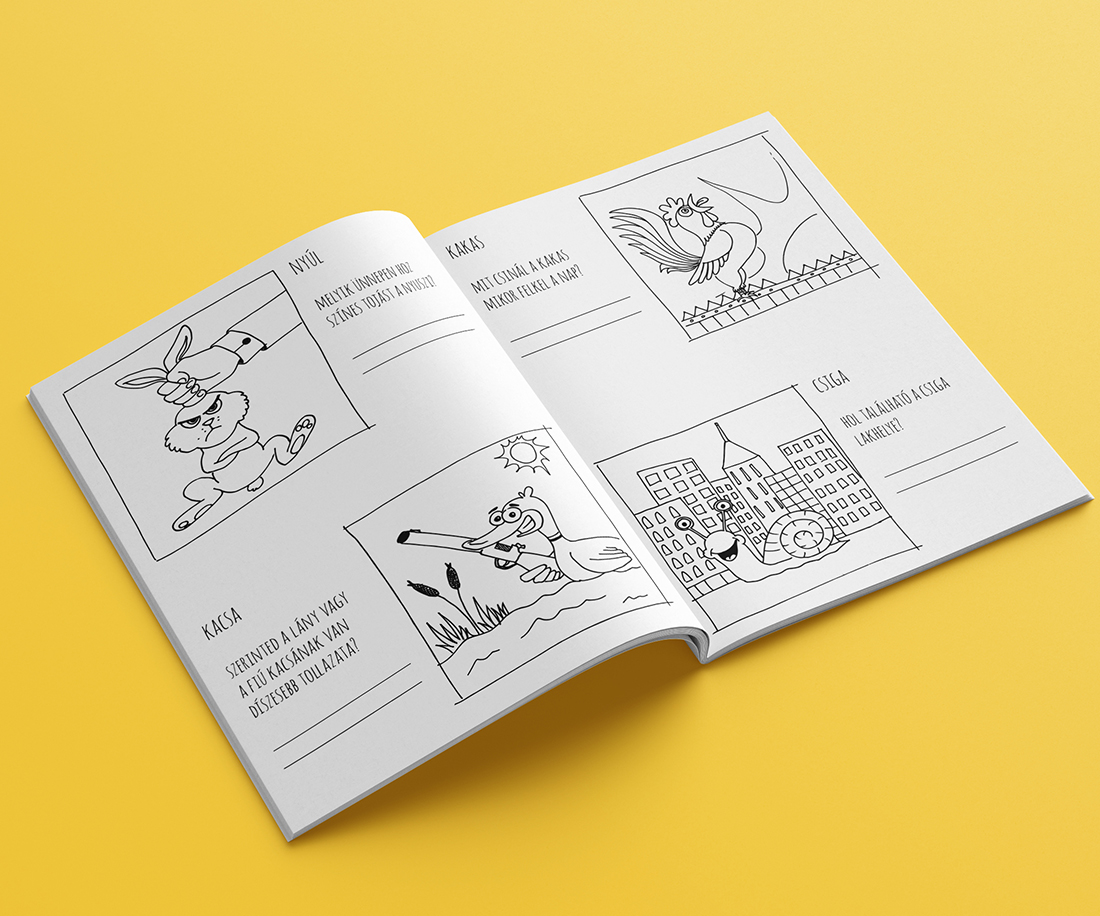 NYÚL
MELYIK ÜNNEPEN HOZ
SZÍNES TOJÁST A NYUSZI?
KACSA
SZERINTED A LÁNY VAGY
A FIÚ KACSÁNAK VAN
DÍSZESEBB TOLLAZATA?
KAKAS
MIT CSINÁL A KAKAS
MIKOR FELKEL A NAP?
CSIGA
HOL TALÁLHATÓ A CSIGA
LAKHELYE?